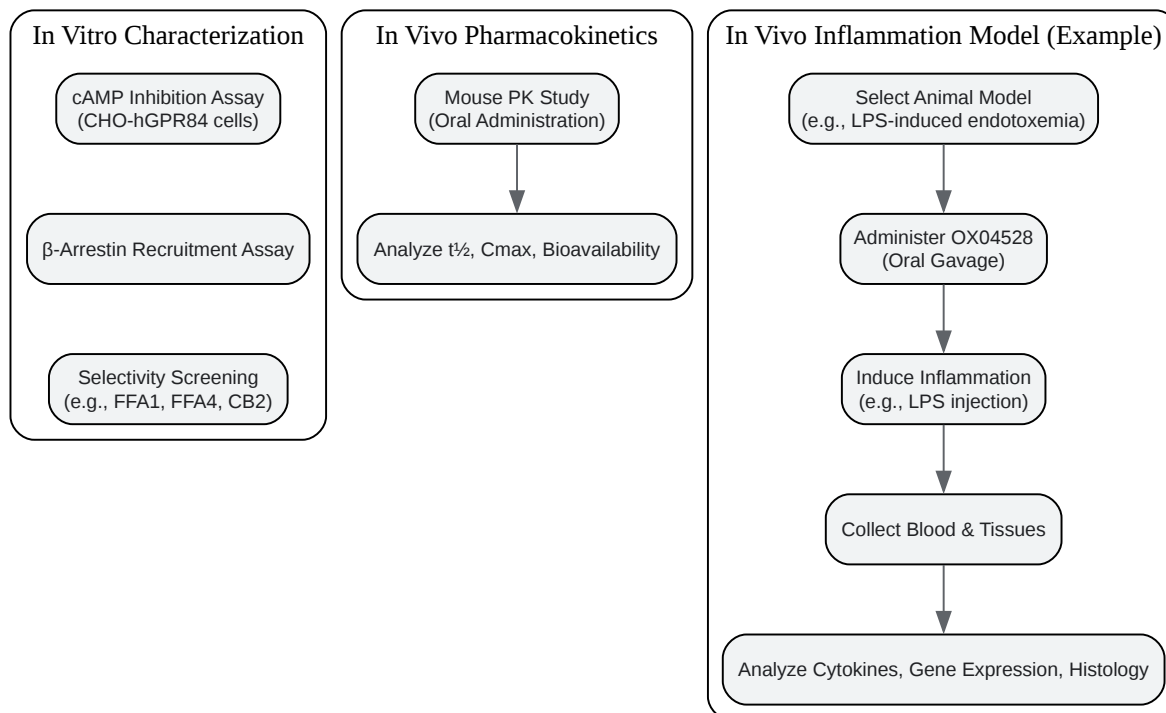 In Vitro Characterization
cAMP Inhibition Assay
(CHO-hGPR84 cells)
β-Arrestin Recruitment Assay
Selectivity Screening
(e.g., FFA1, FFA4, CB2)
In Vivo Pharmacokinetics
Mouse PK Study
(Oral Administration)
Analyze t½, Cmax, Bioavailability
In Vivo Inflammation Model (Example)
Select Animal Model
(e.g., LPS-induced endotoxemia)
Administer OX04528
(Oral Gavage)
Induce Inflammation
(e.g., LPS injection)
Collect Blood & Tissues
Analyze Cytokines, Gene Expression, Histology